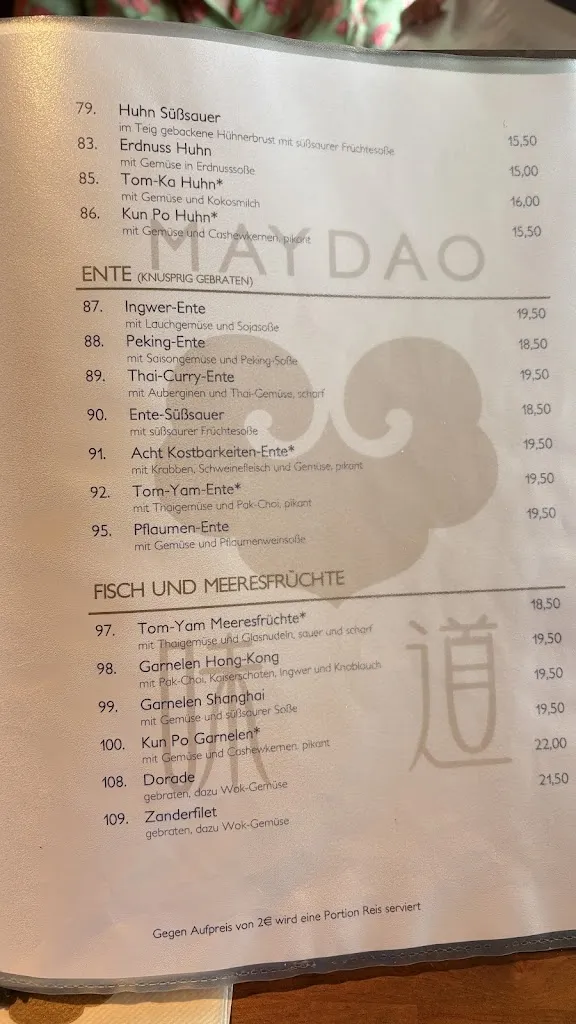 79. Huhn Süßsauer 15,50
im Teig gebackene Hühnerbrust mit süßsaurer Früchtesoße
83. Erdnuss Huhn 15,00
mit Gemüse in Erdnusssoße
85. Tom-Ka Huhn* 16,00
mit Gemüse und Kokosmilch
86. Kun Po Huhn* 15,50
mit Gemüse und Cashewkernen, pikant
MAYDAO
ENTE (KNUSPRIG GEBRATEN)
87. Ingwer-Ente 19,50
mit Lauchgemüse und Sojasoße
88. Peking-Ente 18,50
mit Saisongemüse und Peking-Soße
89. Thai-Curry-Ente 19,50
mit Auberginen und Thai-Gemüse, scharf
90. Ente-Süßsauer 18,50
mit süßsaurer Früchtesoße
91. Acht Kostbarkeiten-Ente* 19,50
mit Krabben, Schweinefleisch und Gemüse, pikant
92. Tom-Yam-Ente* 19,50
mit Thaigemüse und Pak-Choi, pikant
95. Pflaumen-Ente 19,50
mit Gemüse und Pflaumenweinsoße
FISCH UND MEERESFRÜCHTE
97. Tom-Yam Meeresfrüchte* 18,50
mit Thaigemüse und Glasnudeln, sauer und scharf
98. Garnelen Hong-Kong 19,50
mit Pak-Choi, Kaiserschoten, Ingwer und Knoblauch
99. Garnelen Shanghai 19,50
mit Gemüse und süßsaurer Soße
100. Kun Po Garnelen* 19,50
mit Gemüse und Cashewkernen, pikant
108. Dorade 22,00
gebraten, dazu Wok-Gemüse
109. Zanderfilet 21,50
gebraten, dazu Wok-Gemüse
味道
Gegen Aufpreis von 2€ wird eine Portion Reis serviert